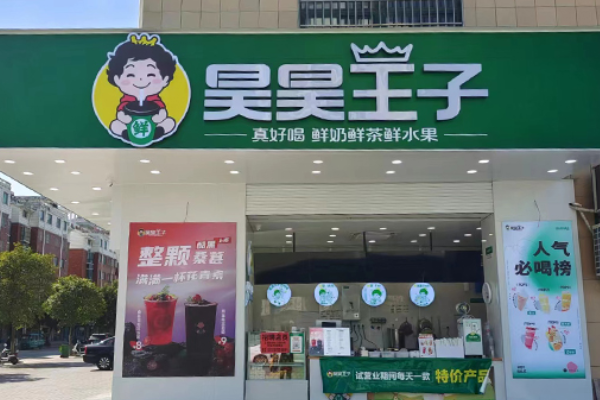 昊昊王子
真好喝 鲜奶鲜茶鲜水果
鲜
整颗
酷黑
桑葚
满满一杯花青素
人气
必喝榜
试营业期间每天一款 特价产品